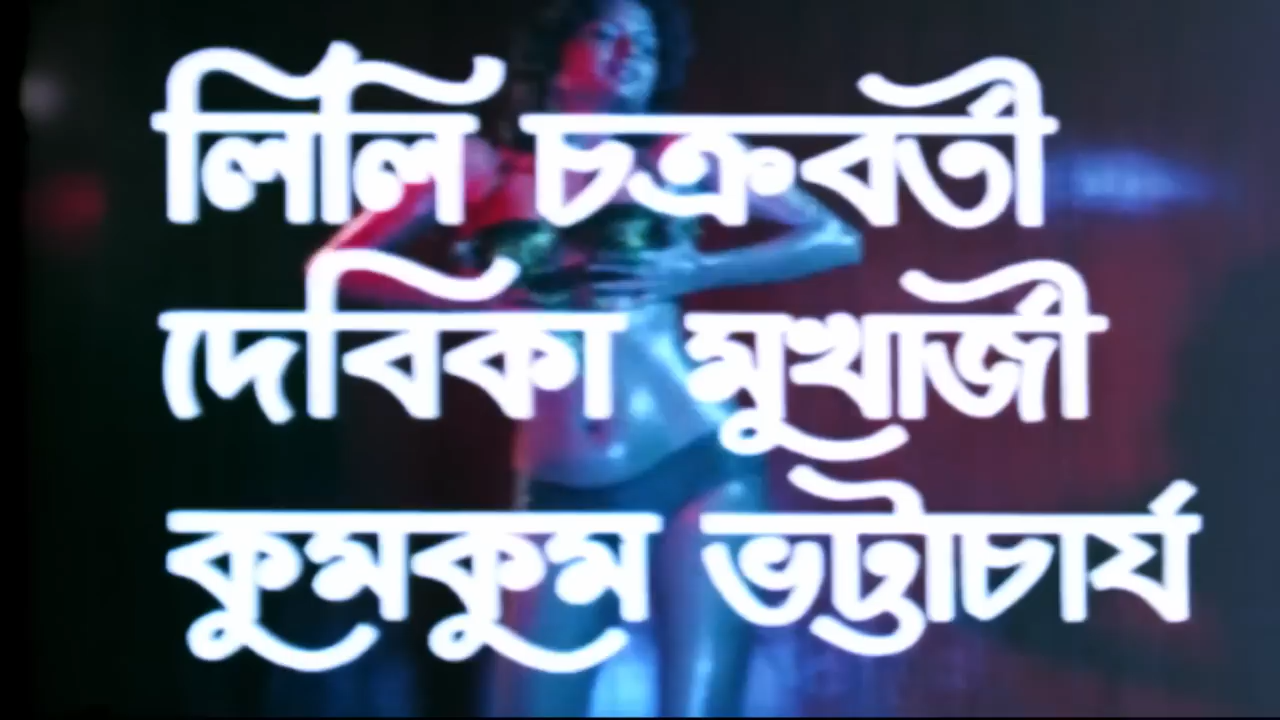 লিলি চক্রবর্তী
দেবিকা মুখার্জী
কুমকুম ভট্টাচার্য